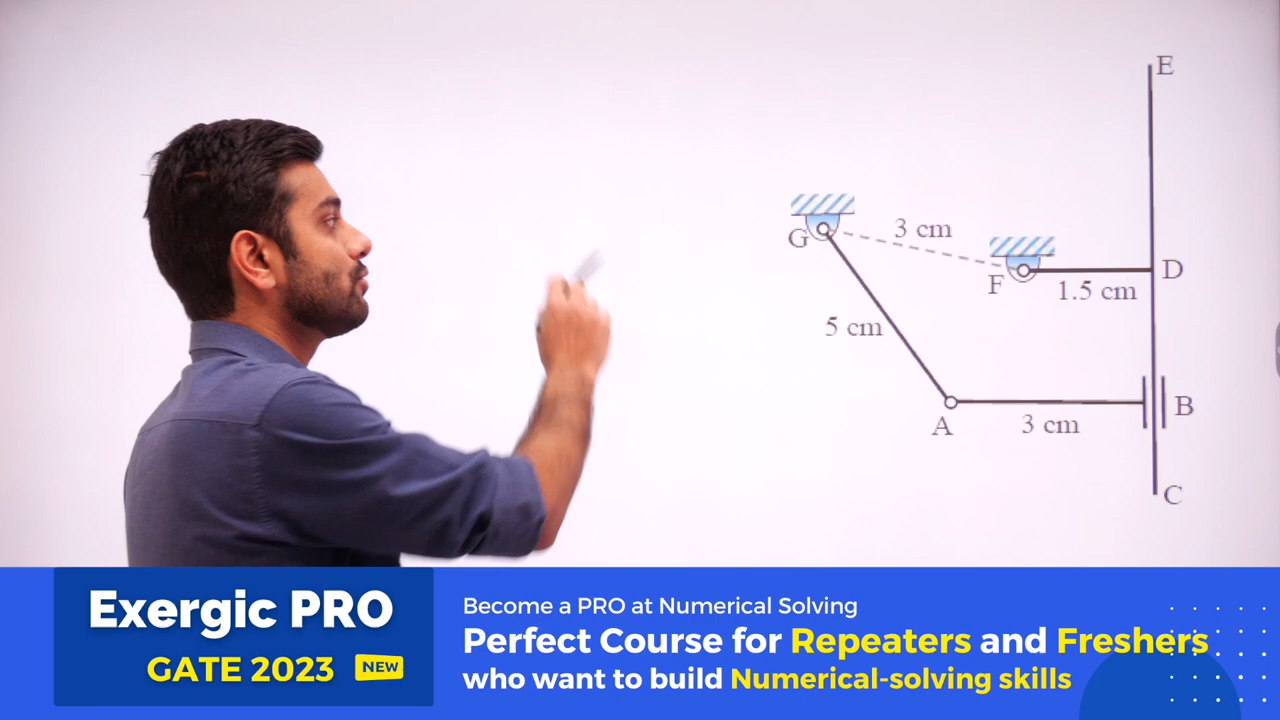 E
3 cm
G
D
F
1.5 cm
5 cm
B
A
3 cm
C
Exergic PRO
GATE 2023 NEW
Become a PRO at Numerical Solving
Perfect Course for Repeaters and Freshers
who want to build Numerical-solving skills